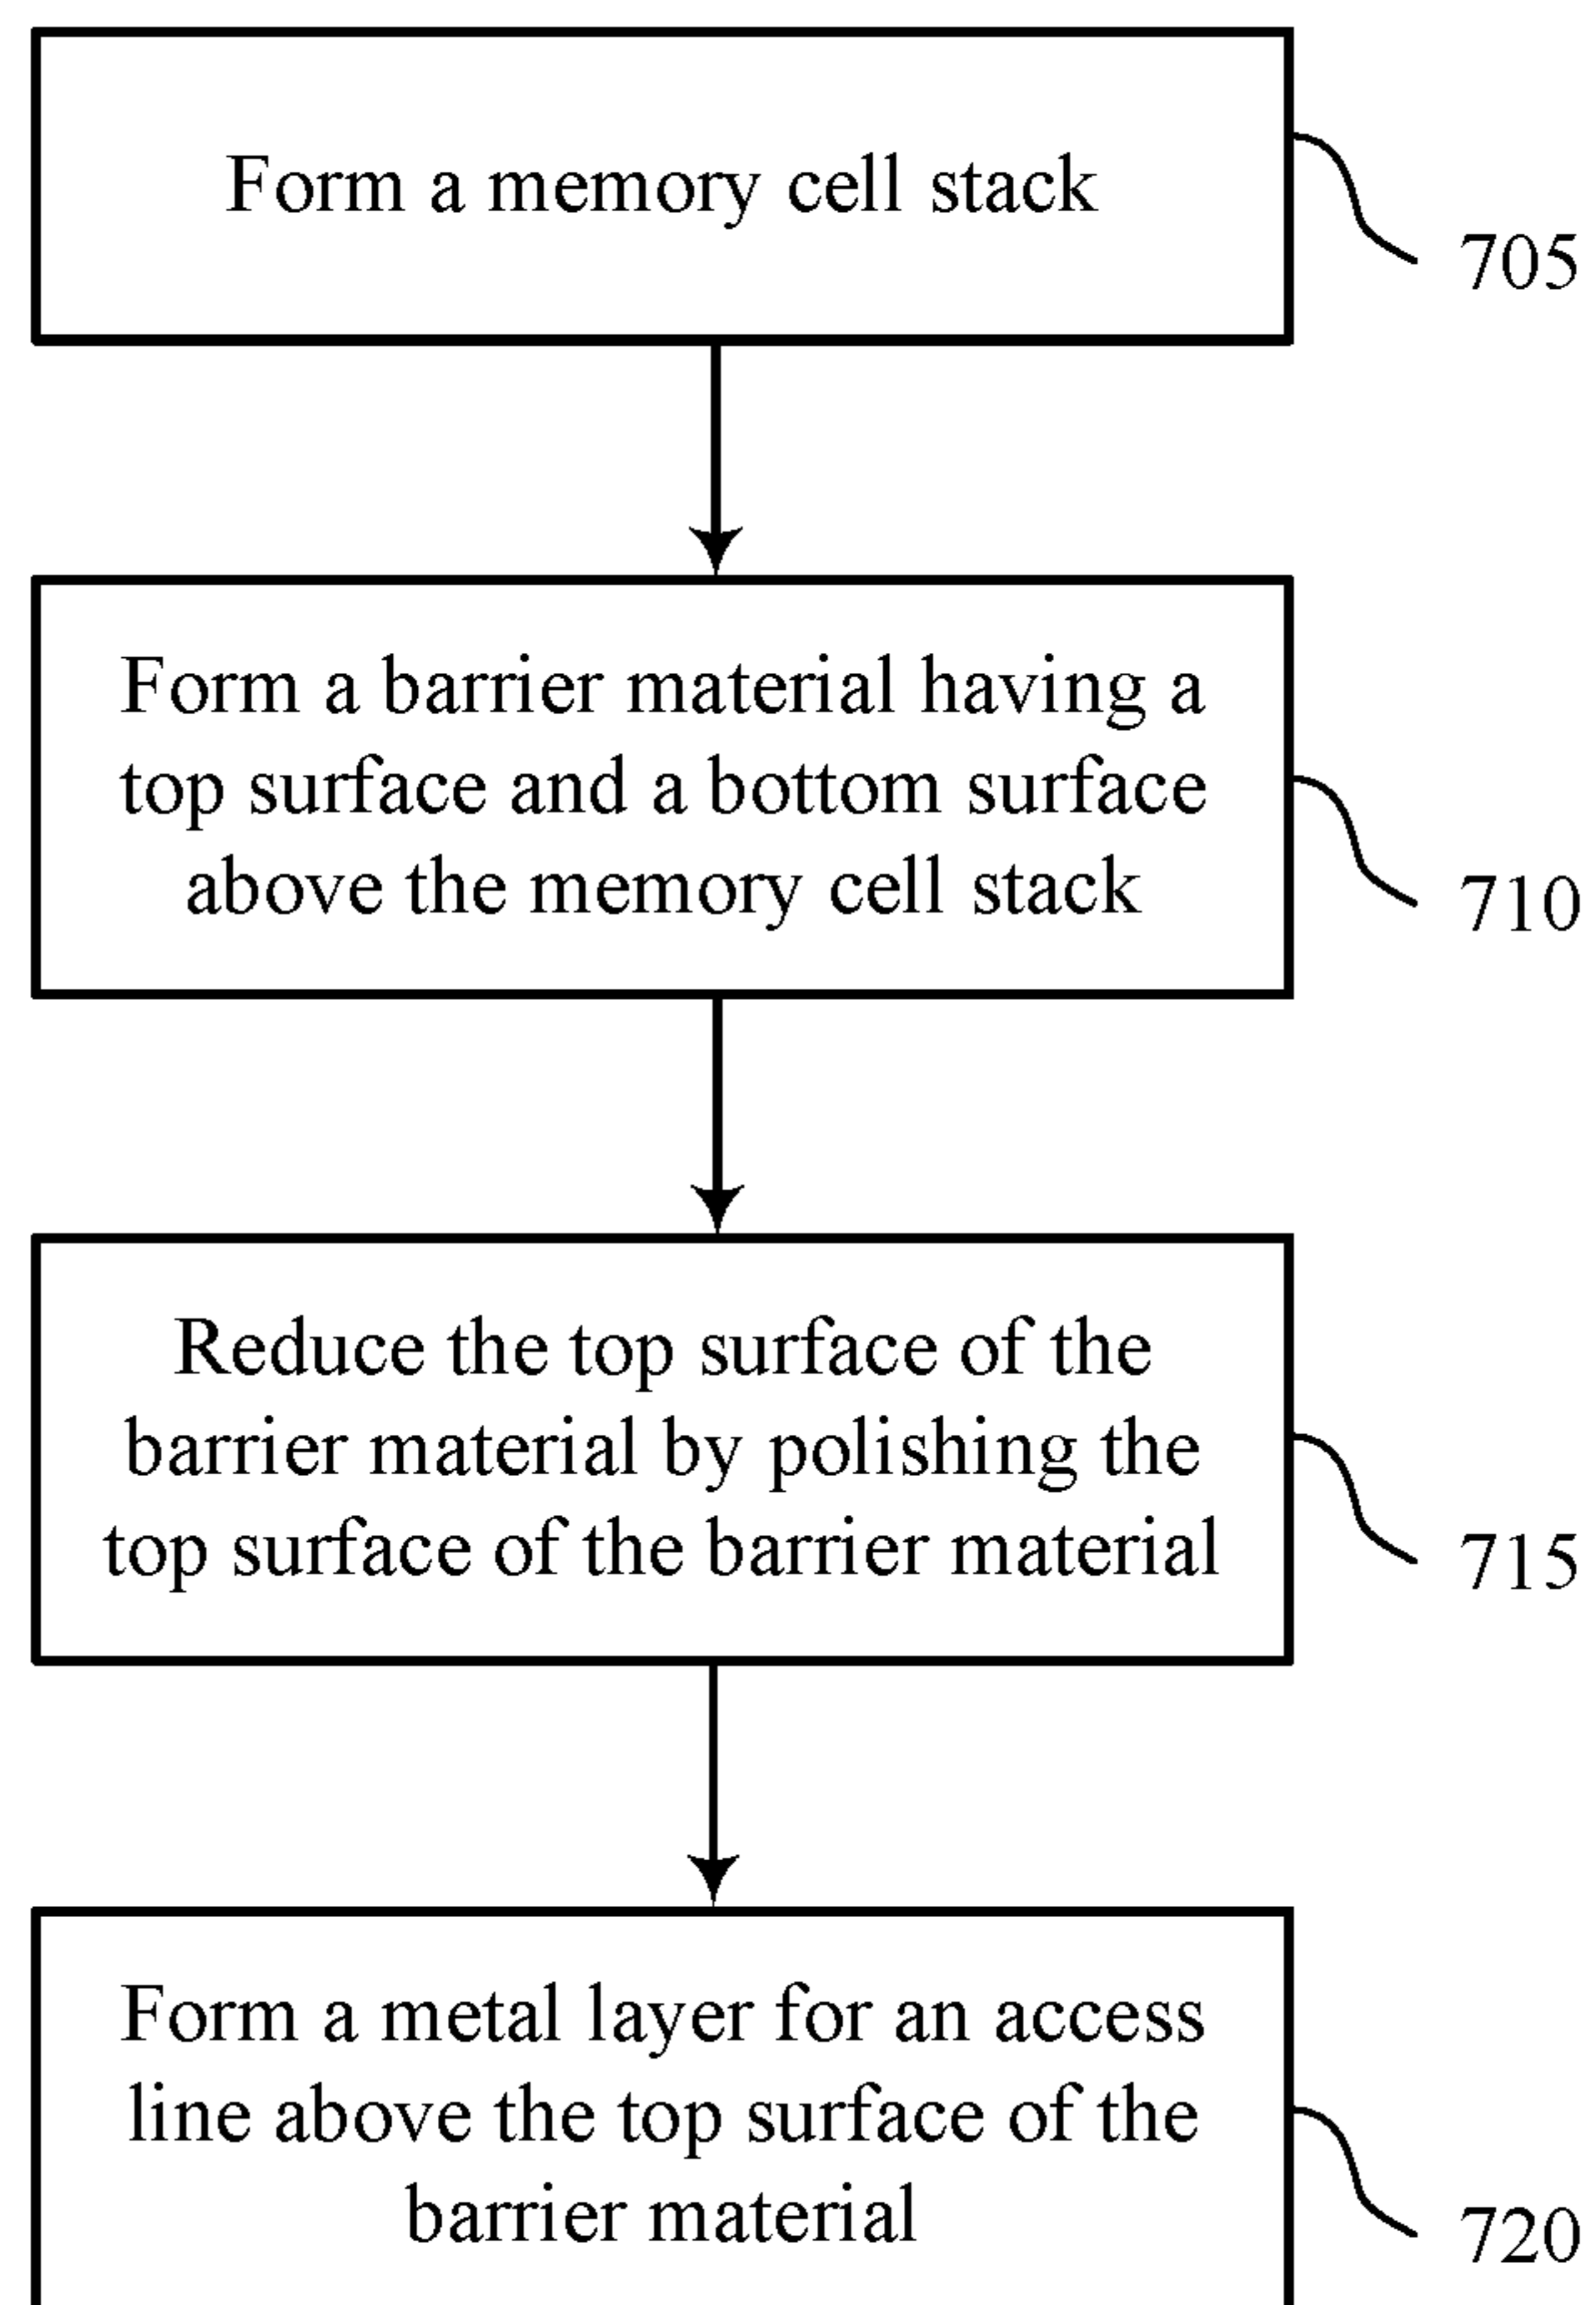 Form a memory cell stack
705
Form a barrier material having a
top surface and a bottom surface
above the memory cell stack
710
Reduce the top surface of the
barrier material by polishing the
top surface of the barrier material
715
Form a metal layer for an access
line above the top surface of the
barrier material
720